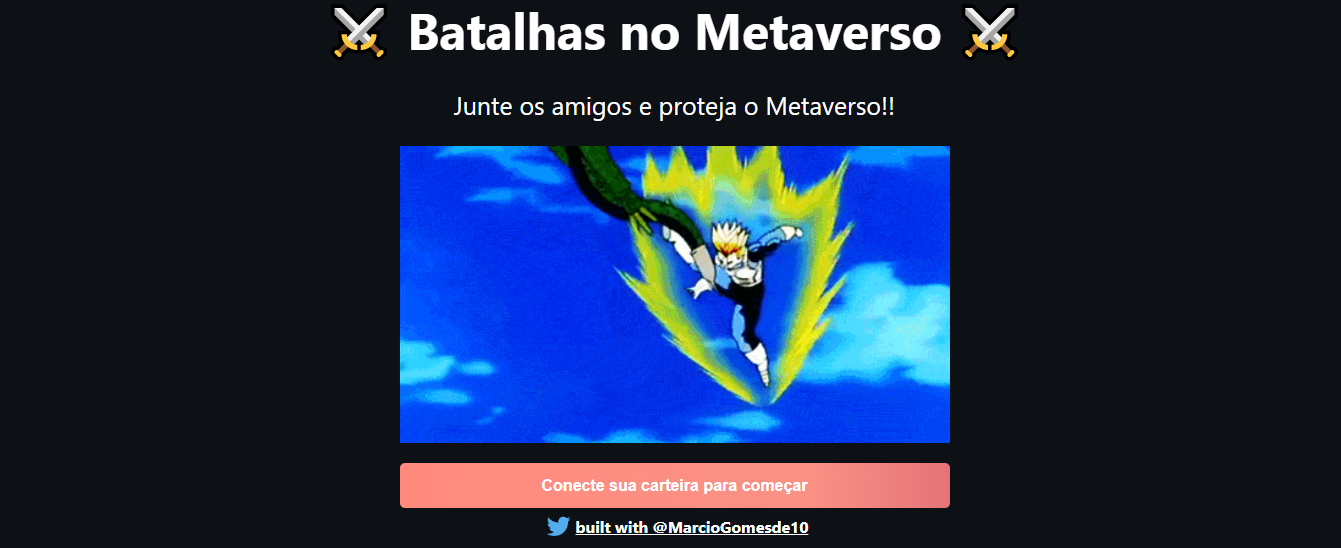 ⚔️ Batalhas no Metaverso ⚔️
Junte os amigos e proteja o Metaverso!!
Conecte sua carteira para começar
built with @MarcioGomesde10